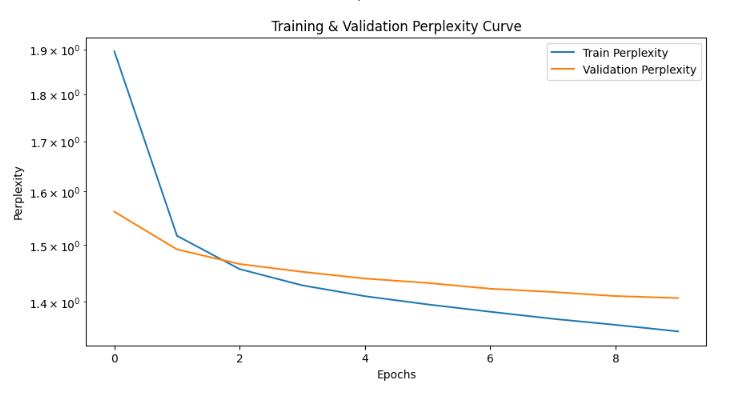 Training & Validation Perplexity Curve
Train Perplexity
Validation Perplexity
1.9 × 10⁰
1.8 × 10⁰
1.7 × 10⁰
1.6 × 10⁰
1.5 × 10⁰
1.4 × 10⁰
Perplexity
0 2 4 6 8
Epochs